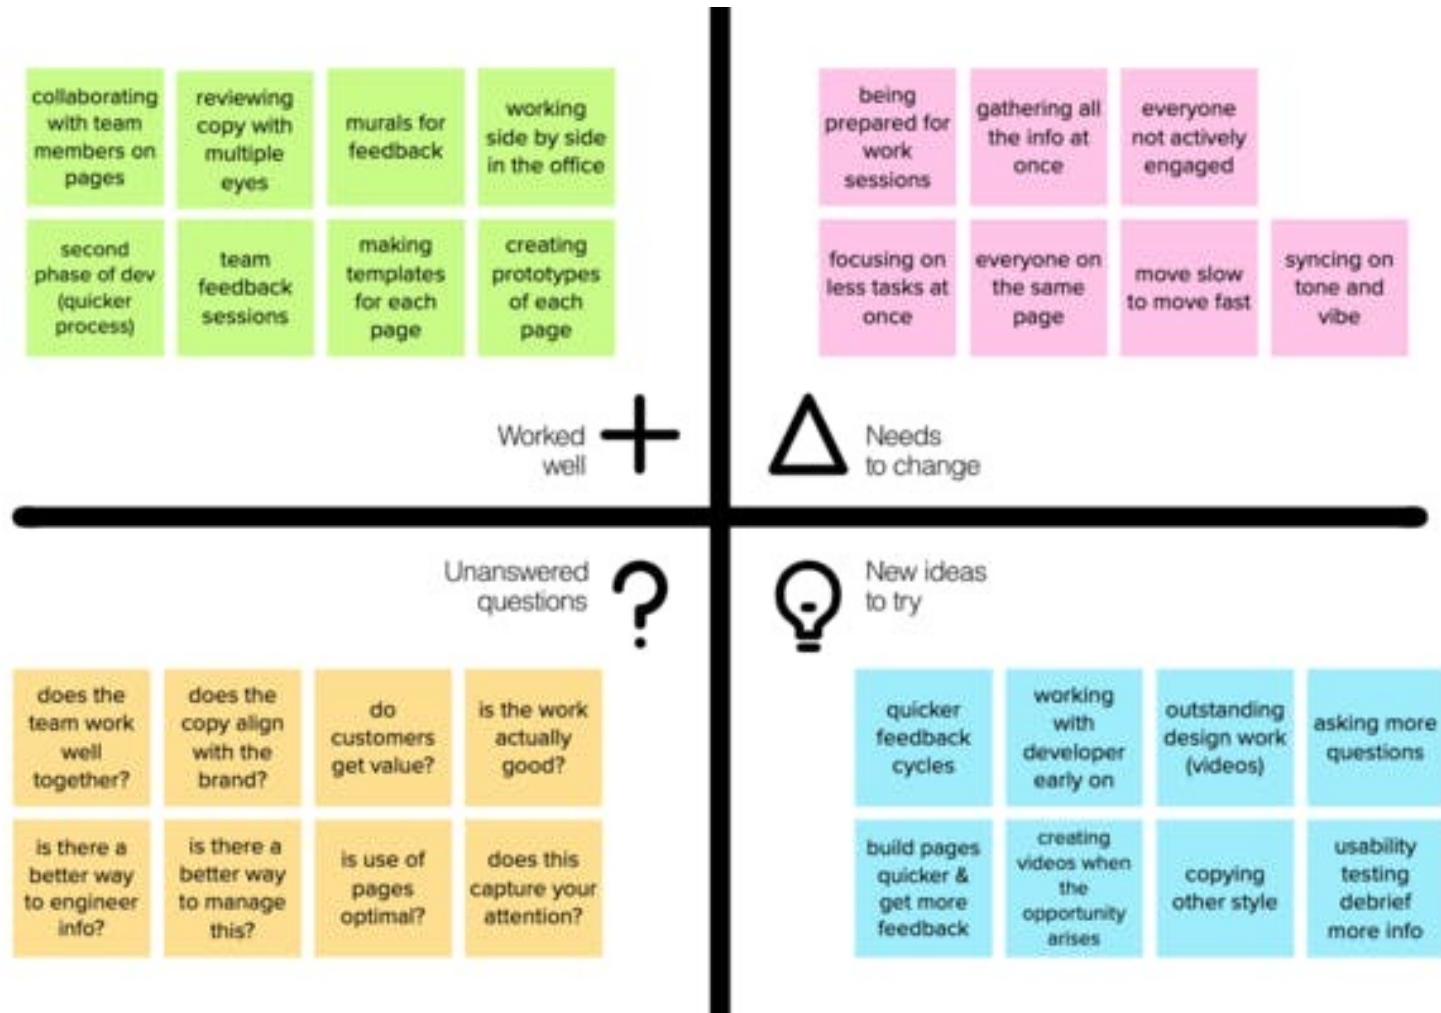 collaborating
with team
members on
pages
reviewing
copy with
multiple
eyes
murals for
feedback
working
side by side
in the office
second
phase of dev
(quicker
process)
team
feedback
sessions
making
templates
for each
page
creating
prototypes
of each
page
Worked
well
being
prepared for
work
sessions
gathering all
the info at
once
everyone
not actively
engaged
focusing on
less tasks at
once
everyone on
the same
page
move slow
to move fast
syncing on
tone and
vibe
Needs
to change
Unanswered
questions
does the
team work
well
together?
does the
copy align
with the
brand?
do
customers
get value?
is the work
actually
good?
is there a
better way
to engineer
info?
is there a
better way
to manage
this?
is use of
pages
optimal?
does this
capture your
attention?
New ideas
to try
quicker
feedback
cycles
working
with
developer
early on
outstanding
design work
(videos)
asking more
questions
build pages
quicker &
get more
feedback
creating
videos when
the
opportunity
arises
copying
other style
usability
testing
debrief
more info